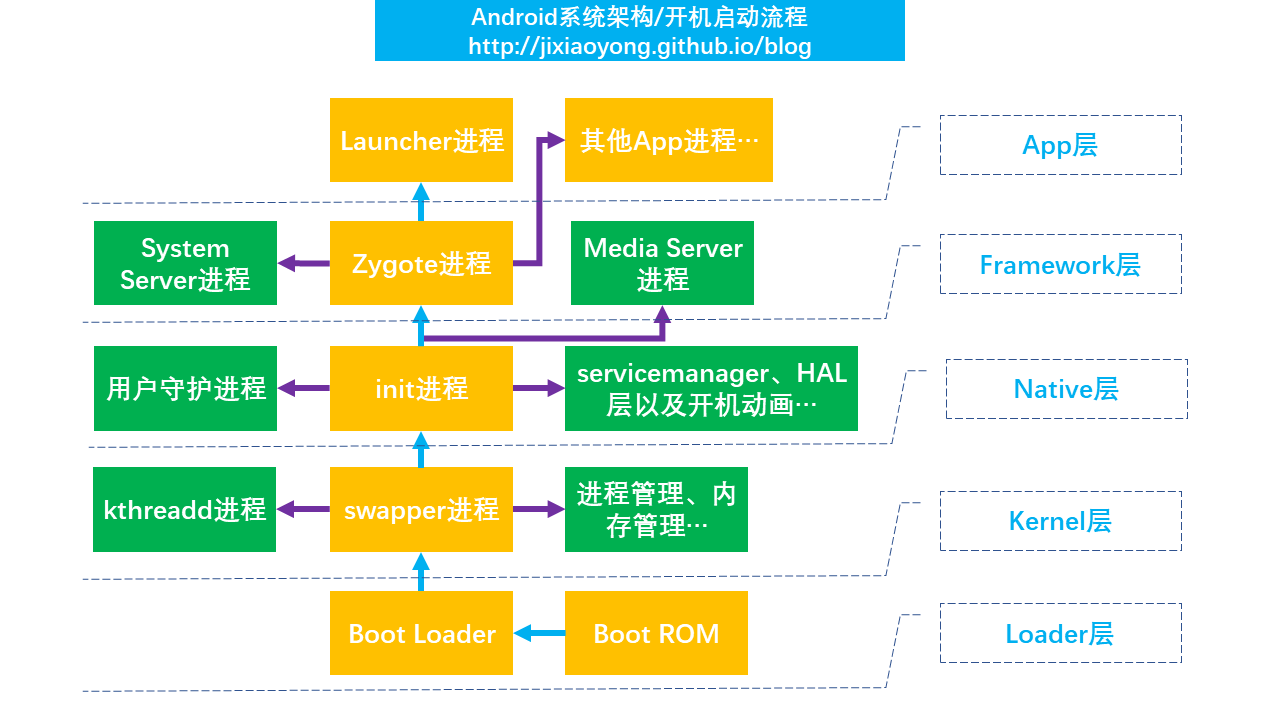 Android系统架构/开机启动流程
http://jixiaoyong.github.io/blog
Launcher进程
其他App进程…
App层
System
Server进程
Zygote进程
Media Server
进程
Framework层
用户守护进程
init进程
servicemanager、HAL
层以及开机动画…
Native层
kthreadd进程
swapper进程
进程管理、内
存管理…
Kernel层
Boot Loader
Boot ROM
Loader层